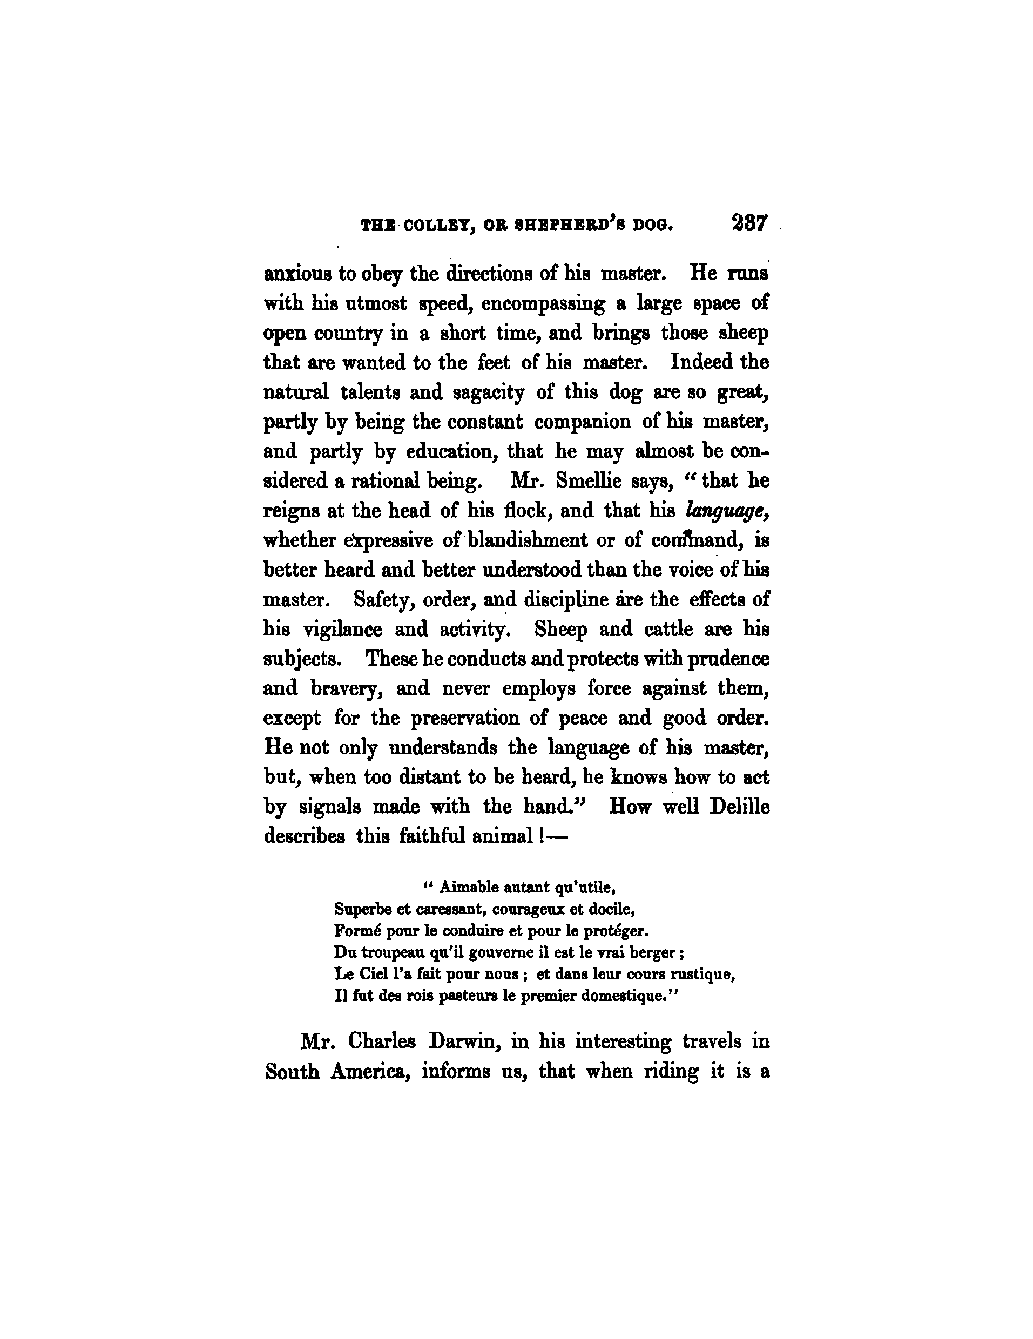 THE COLLEY, OR SHEPHERD'S DOG. 237
anxious to obey the directions of his master. He runs
with his utmost speed, encompassing a large space of
open country in a short time, and brings those sheep
that are wanted to the feet of his master. Indeed the
natural talents and sagacity of this dog are so great,
partly by being the constant companion of his master,
and partly by education, that he may almost be con-
sidered a rational being. Mr. Smellie says, "that he
reigns at the head of his flock, and that his language,
whether expressive of blandishment or of command, is
better heard and better understood than the voice of his
master. Safety, order, and discipline are the effects of
his vigilance and activity. Sheep and cattle are his
subjects. These he conducts and protects with prudence
and bravery, and never employs force against them,
except for the preservation of peace and good order.
He not only understands the language of his master,
but, when too distant to be heard, he knows how to act
by signals made with the hand." How well Delille
describes this faithful animal!—
"Aimable autant qu'utile,
Superbe et caressant, courageux et docile,
Formé pour le conduire et pour le protéger.
Du troupeau qu'il gouverne il est le vrai berger;
Le Ciel l'a fait pour nous; et dans leur cours rustique,
Il fut des rois pasteurs le premier domestique."
Mr. Charles Darwin, in his interesting travels in
South America, informs us, that when riding it is a